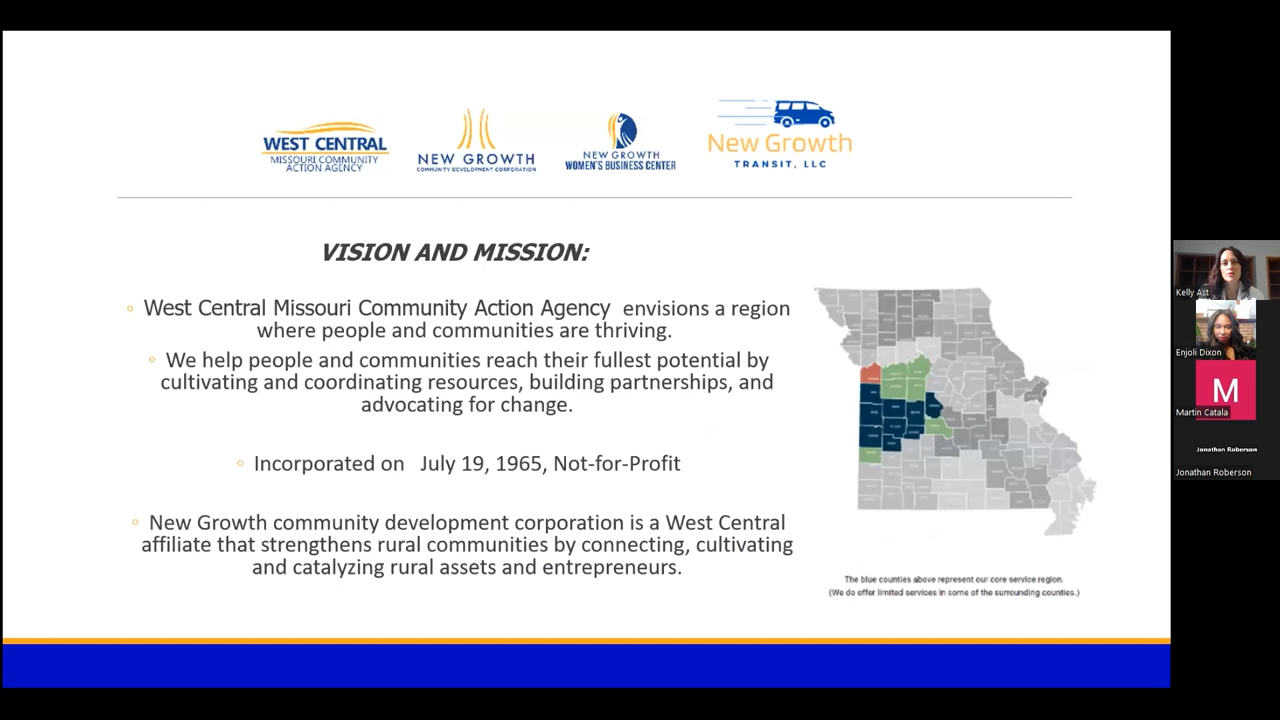 WEST CENTRAL
MISSOURI COMMUNITY
ACTION AGENCY
NEW GROWTH
COMMUNITY DEVELOPMENT CORPORATION
NEW GROWTH
WOMEN'S BUSINESS CENTER
New Growth
TRANSIT, LLC
VISION AND MISSION:
West Central Missouri Community Action Agency envisions a region
where people and communities are thriving.
We help people and communities reach their fullest potential by
cultivating and coordinating resources, building partnerships, and
advocating for change.
Incorporated on July 19, 1965, Not-for-Profit
New Growth community development corporation is a West Central
affiliate that strengthens rural communities by connecting, cultivating
and catalyzing rural assets and entrepreneurs.
The blue counties above represent our core service region.
(We do offer limited services in some of the surrounding counties.)
Kelly Ast
Enjoli Dixon
M
Martin Catala
Jonathan Roberson
Jonathan Roberson